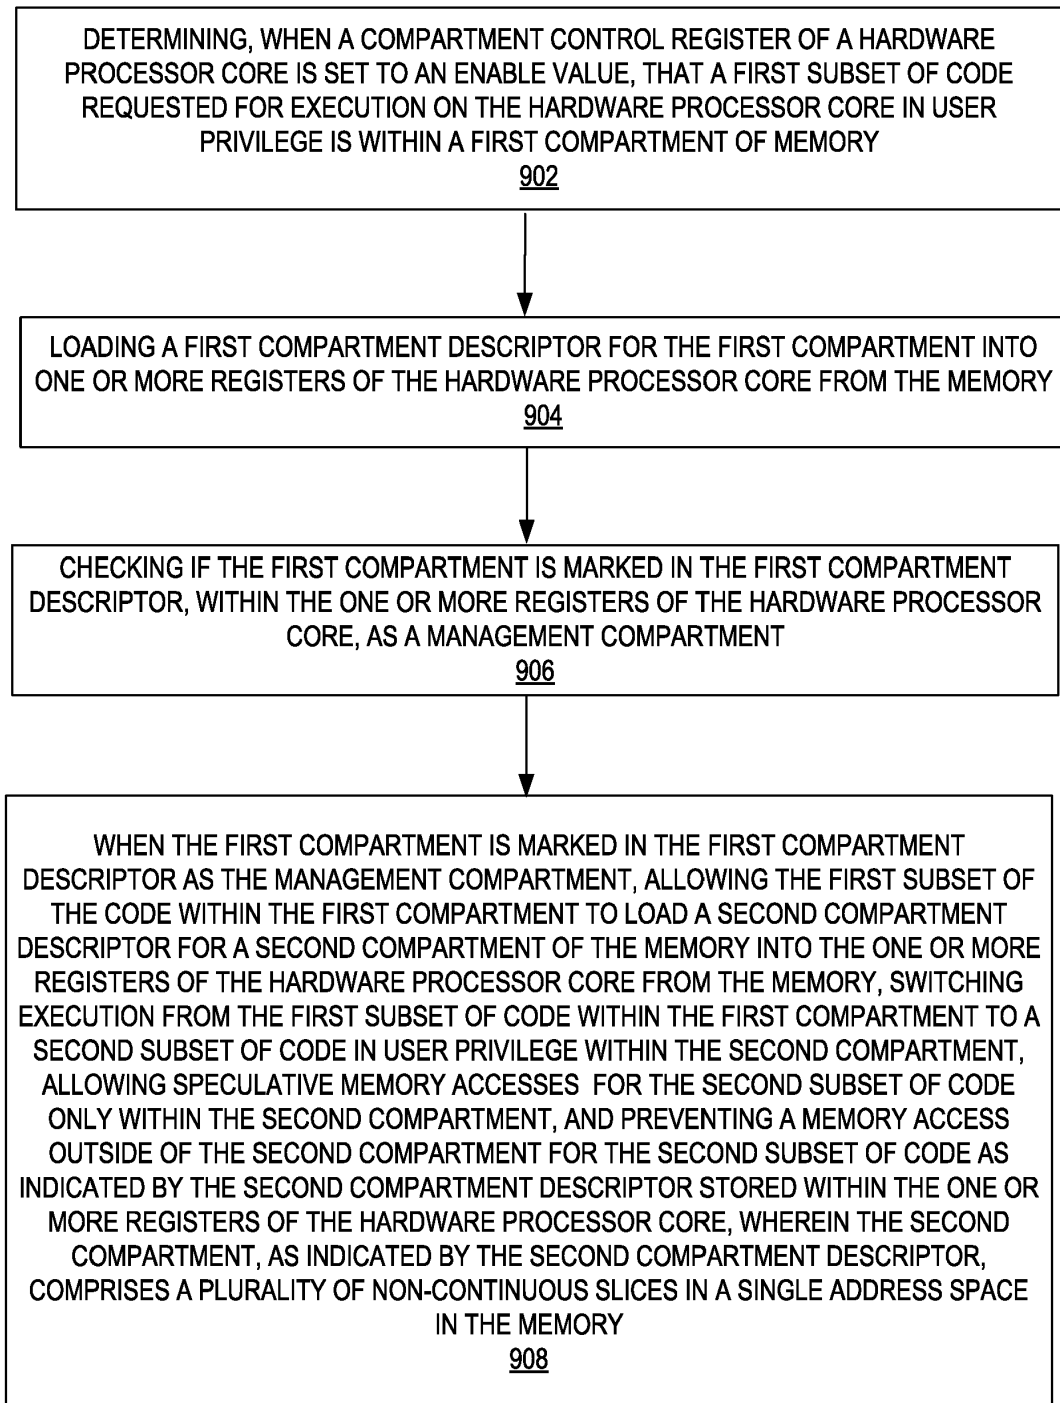 DETERMINING, WHEN A COMPARTMENT CONTROL REGISTER OF A HARDWARE
PROCESSOR CORE IS SET TO AN ENABLE VALUE, THAT A FIRST SUBSET OF CODE
REQUESTED FOR EXECUTION ON THE HARDWARE PROCESSOR CORE IN USER
PRIVILEGE IS WITHIN A FIRST COMPARTMENT OF MEMORY
902
LOADING A FIRST COMPARTMENT DESCRIPTOR FOR THE FIRST COMPARTMENT INTO
ONE OR MORE REGISTERS OF THE HARDWARE PROCESSOR CORE FROM THE MEMORY
904
CHECKING IF THE FIRST COMPARTMENT IS MARKED IN THE FIRST COMPARTMENT
DESCRIPTOR, WITHIN THE ONE OR MORE REGISTERS OF THE HARDWARE PROCESSOR
CORE, AS A MANAGEMENT COMPARTMENT
906
WHEN THE FIRST COMPARTMENT IS MARKED IN THE FIRST COMPARTMENT
DESCRIPTOR AS THE MANAGEMENT COMPARTMENT, ALLOWING THE FIRST SUBSET OF
THE CODE WITHIN THE FIRST COMPARTMENT TO LOAD A SECOND COMPARTMENT
DESCRIPTOR FOR A SECOND COMPARTMENT OF THE MEMORY INTO THE ONE OR MORE
REGISTERS OF THE HARDWARE PROCESSOR CORE FROM THE MEMORY, SWITCHING
EXECUTION FROM THE FIRST SUBSET OF CODE WITHIN THE FIRST COMPARTMENT TO A
SECOND SUBSET OF CODE IN USER PRIVILEGE WITHIN THE SECOND COMPARTMENT,
ALLOWING SPECULATIVE MEMORY ACCESSES FOR THE SECOND SUBSET OF CODE
ONLY WITHIN THE SECOND COMPARTMENT, AND PREVENTING A MEMORY ACCESS
OUTSIDE OF THE SECOND COMPARTMENT FOR THE SECOND SUBSET OF CODE AS
INDICATED BY THE SECOND COMPARTMENT DESCRIPTOR STORED WITHIN THE ONE OR
MORE REGISTERS OF THE HARDWARE PROCESSOR CORE, WHEREIN THE SECOND
COMPARTMENT, AS INDICATED BY THE SECOND COMPARTMENT DESCRIPTOR,
COMPRISES A PLURALITY OF NON-CONTINUOUS SLICES IN A SINGLE ADDRESS SPACE
IN THE MEMORY
908